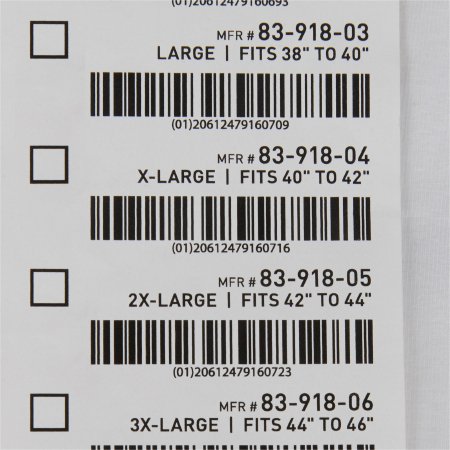 (01)20612479160693
MFR # 83-918-03
LARGE | FITS 38" TO 40"
(01)20612479160709
MFR # 83-918-04
X-LARGE | FITS 40" TO 42"
(01)20612479160716
MFR # 83-918-05
2X-LARGE | FITS 42" TO 44"
(01)20612479160723
MFR # 83-918-06
3X-LARGE | FITS 44" TO 46"